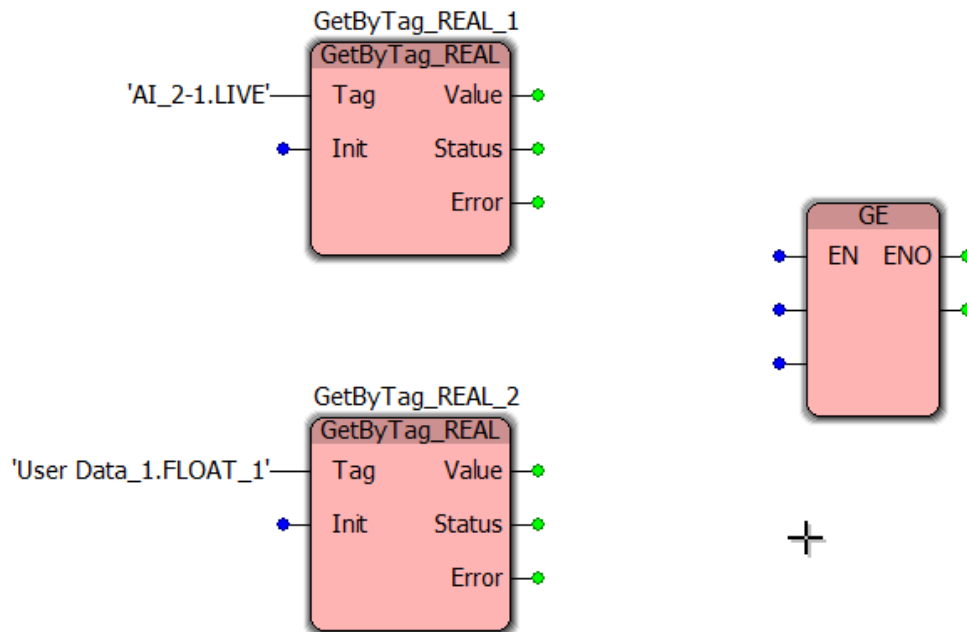 GetByTag_REAL_1
GetByTag_REAL
'AI_2-1.LIVE'
Tag Value
Init Status
Error
GE
EN ENO
GetByTag_REAL_2
GetByTag_REAL
'User Data_1.FLOAT_1'
Tag Value
Init Status
Error